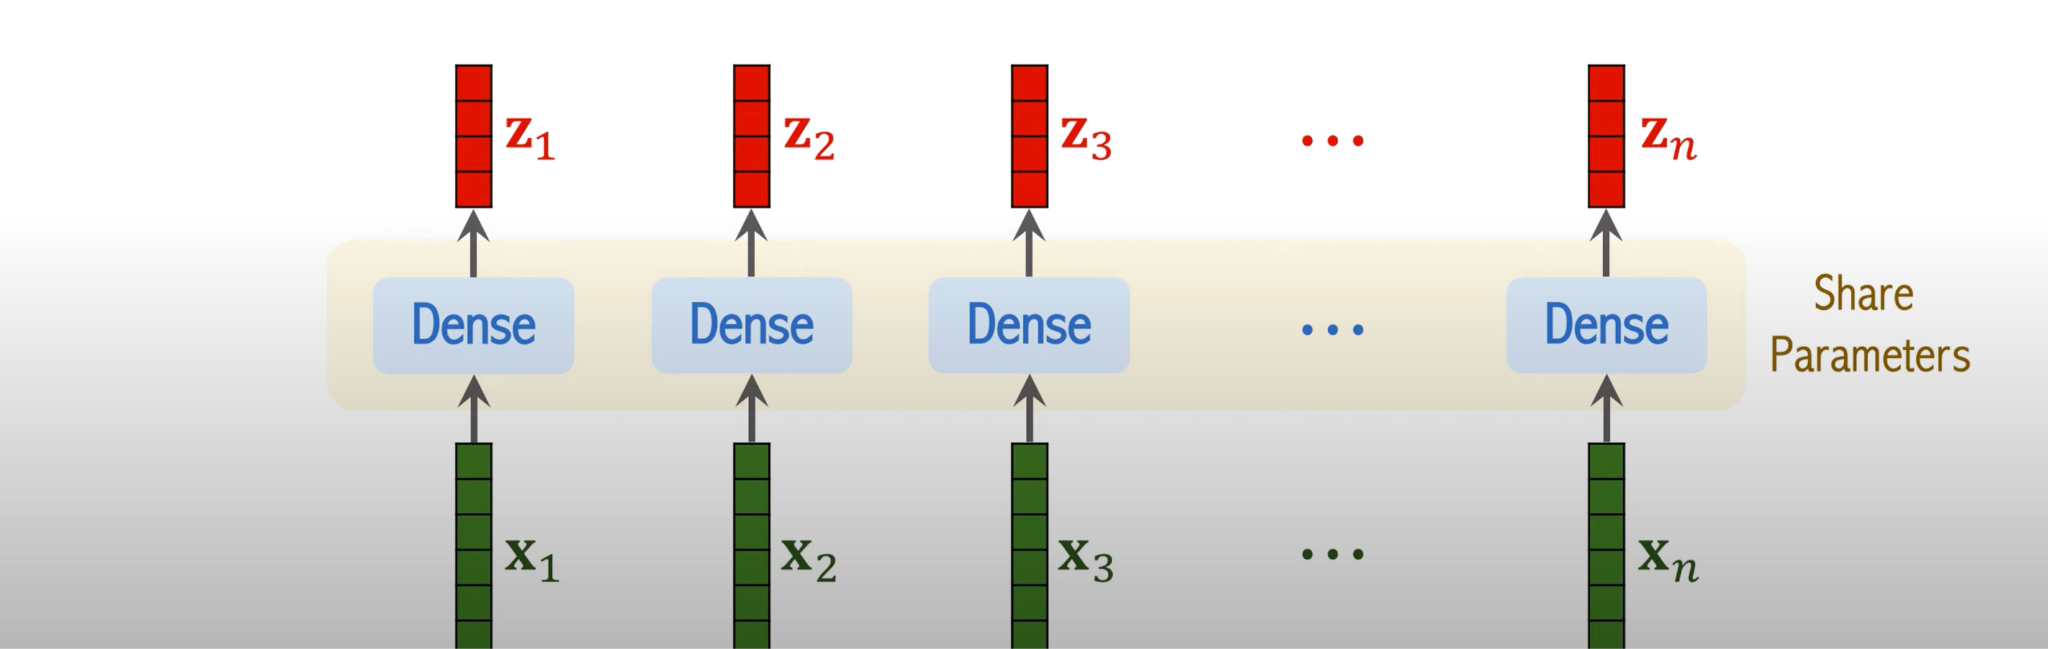 z1 z2 z3 ... zn
Dense Dense Dense ... Dense
Share
Parameters
x1 x2 x3 ... xn